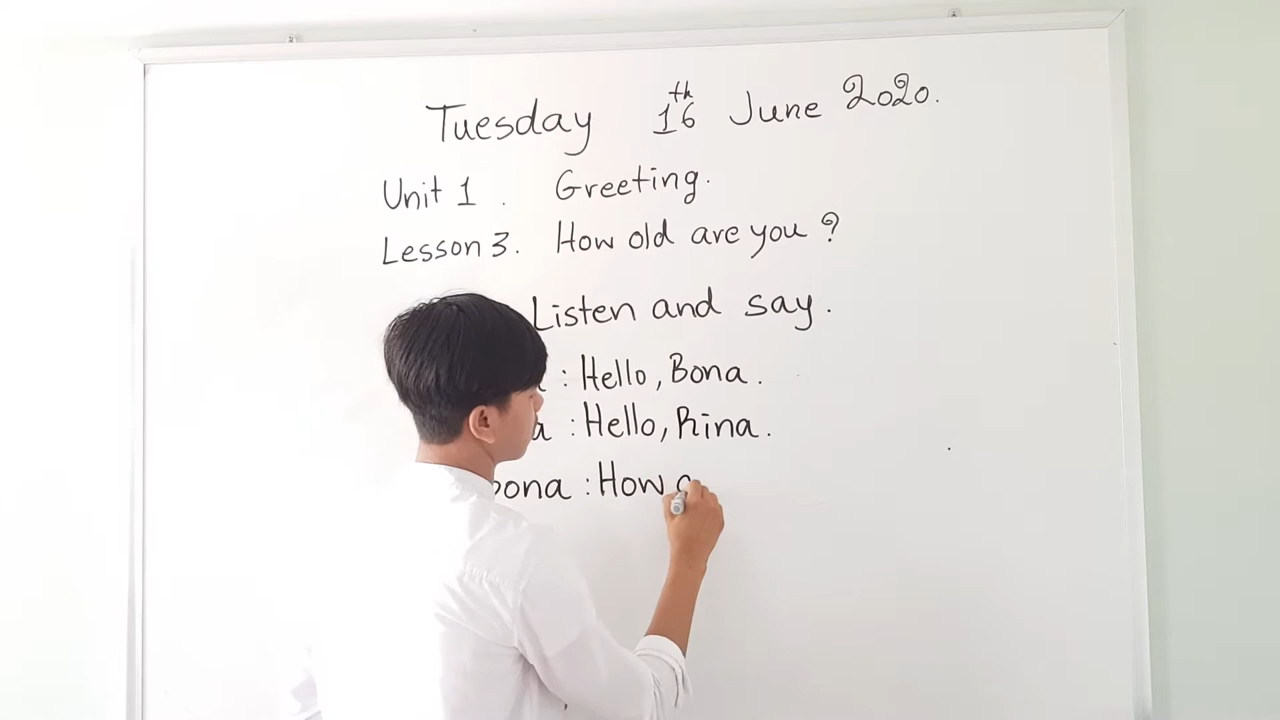 Tuesday 16th June 2020.
Unit 1. Greeting.
Lesson 3. How old are you?
Listen and say.
: Hello, Bona.
: Hello, Rina.
: How